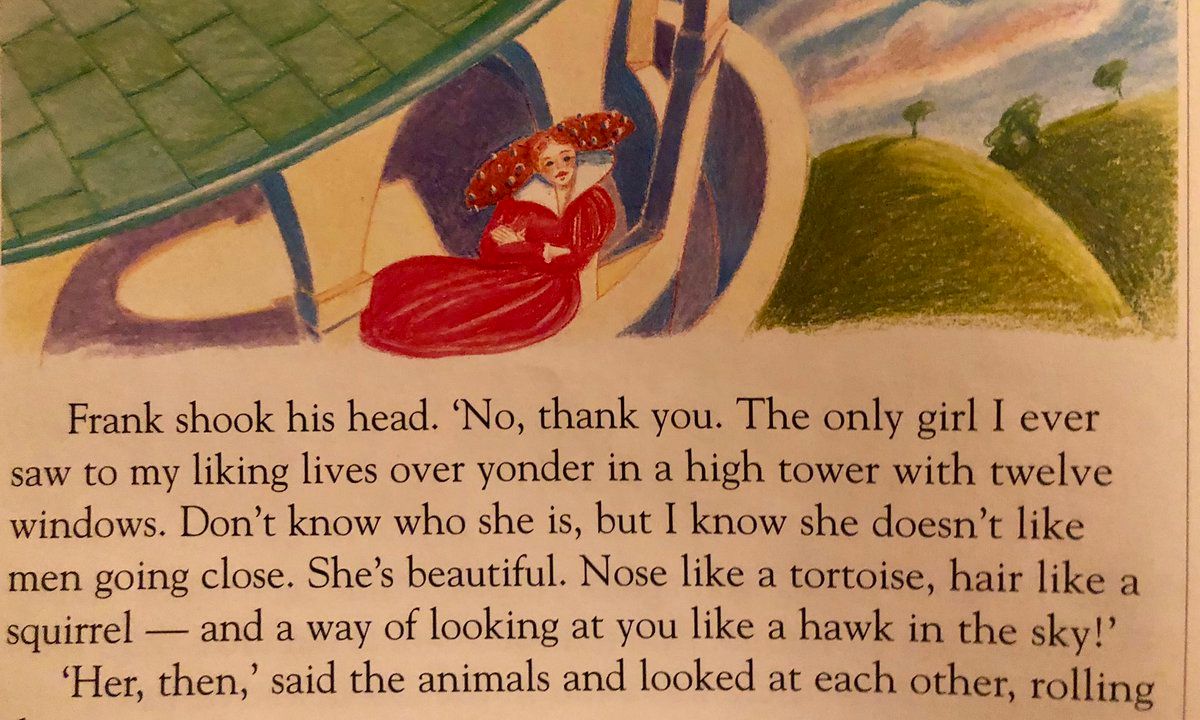 Frank shook his head. ‘No, thank you. The only girl I ever
saw to my liking lives over yonder in a high tower with twelve
windows. Don’t know who she is, but I know she doesn’t like
men going close. She’s beautiful. Nose like a tortoise, hair like a
squirrel — and a way of looking at you like a hawk in the sky!’
‘Her, then,’ said the animals and looked at each other, rolling